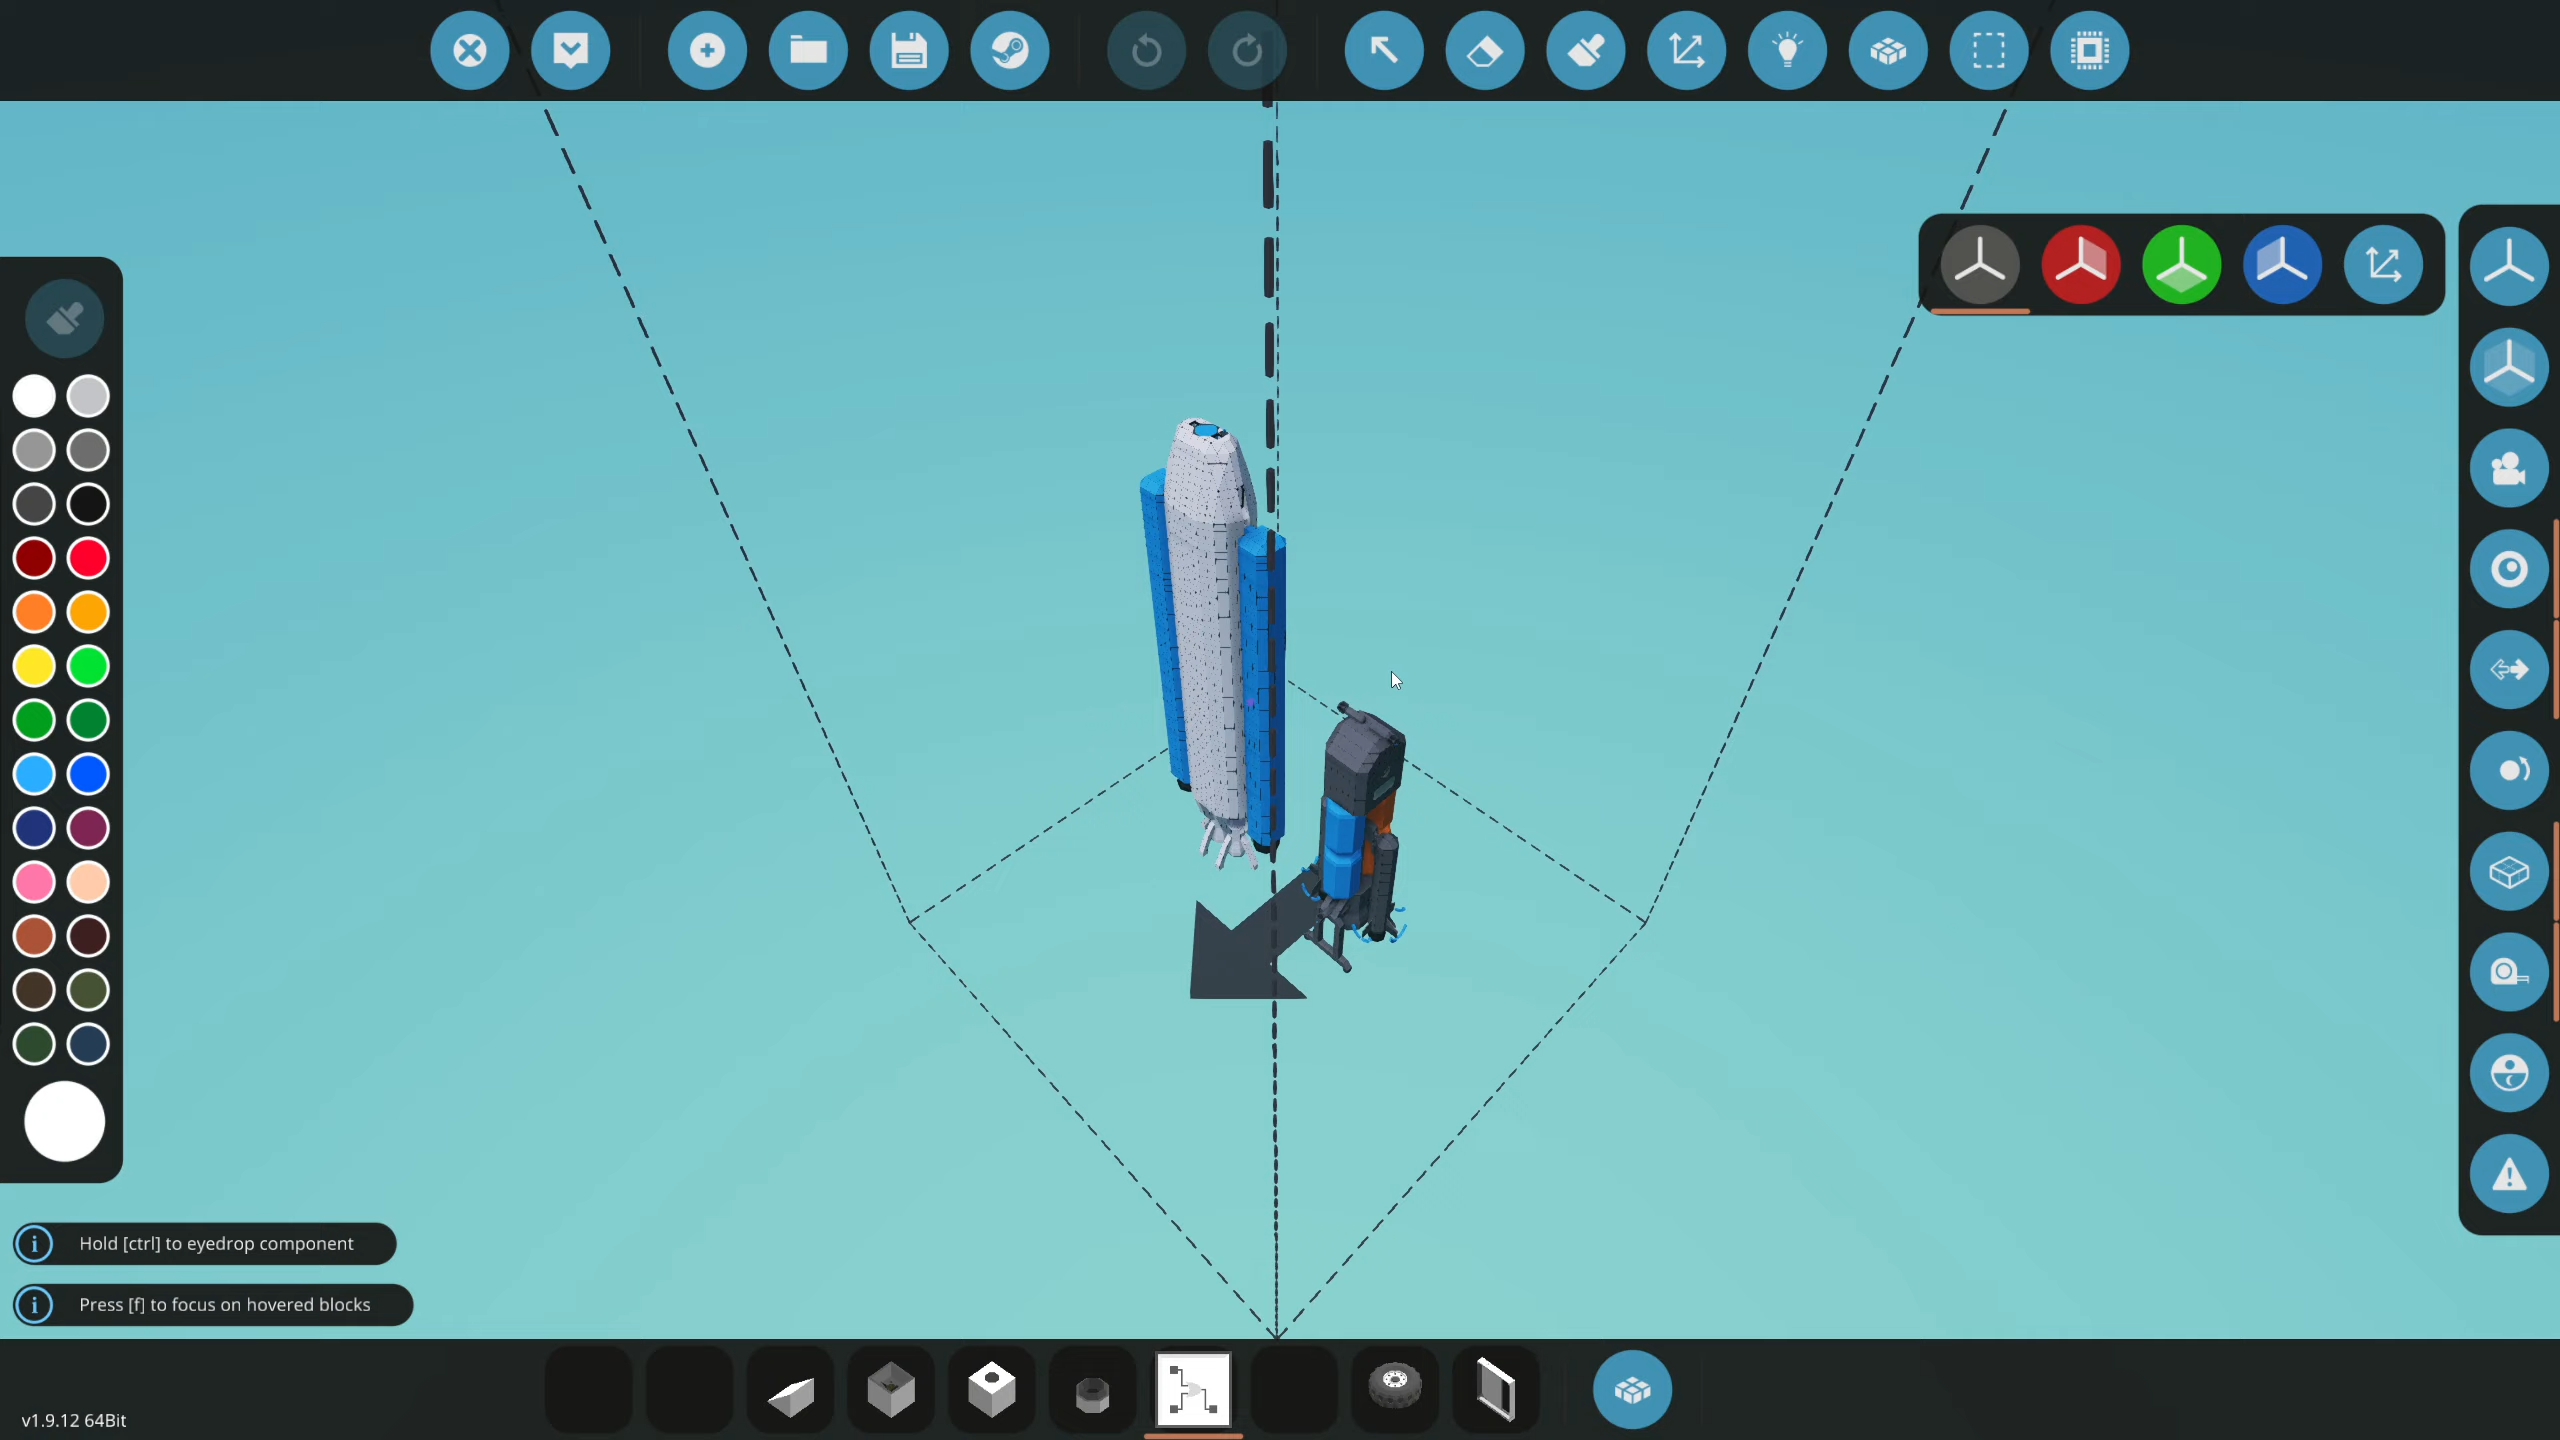 Hold [ctrl] to eyedrop component
Press [f] to focus on hovered blocks
v1.9.12 64Bit